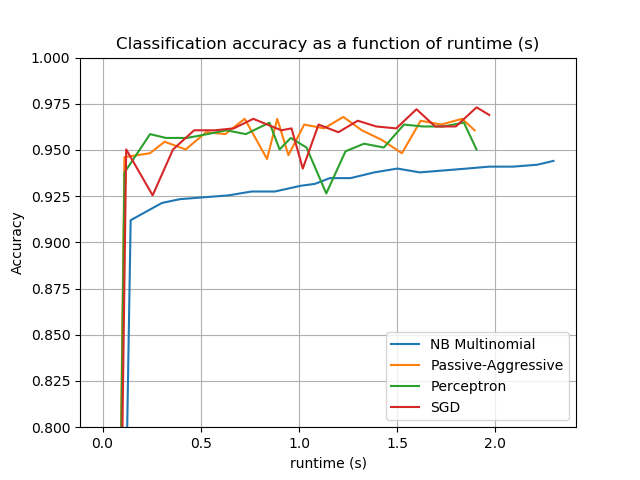 Classification accuracy as a function of runtime (s)
1.000
0.975
0.950
0.925
0.900
0.875
0.850
0.825
0.800
Accuracy
0.0 0.5 1.0 1.5 2.0
runtime (s)
NB Multinomial
Passive-Aggressive
Perceptron
SGD